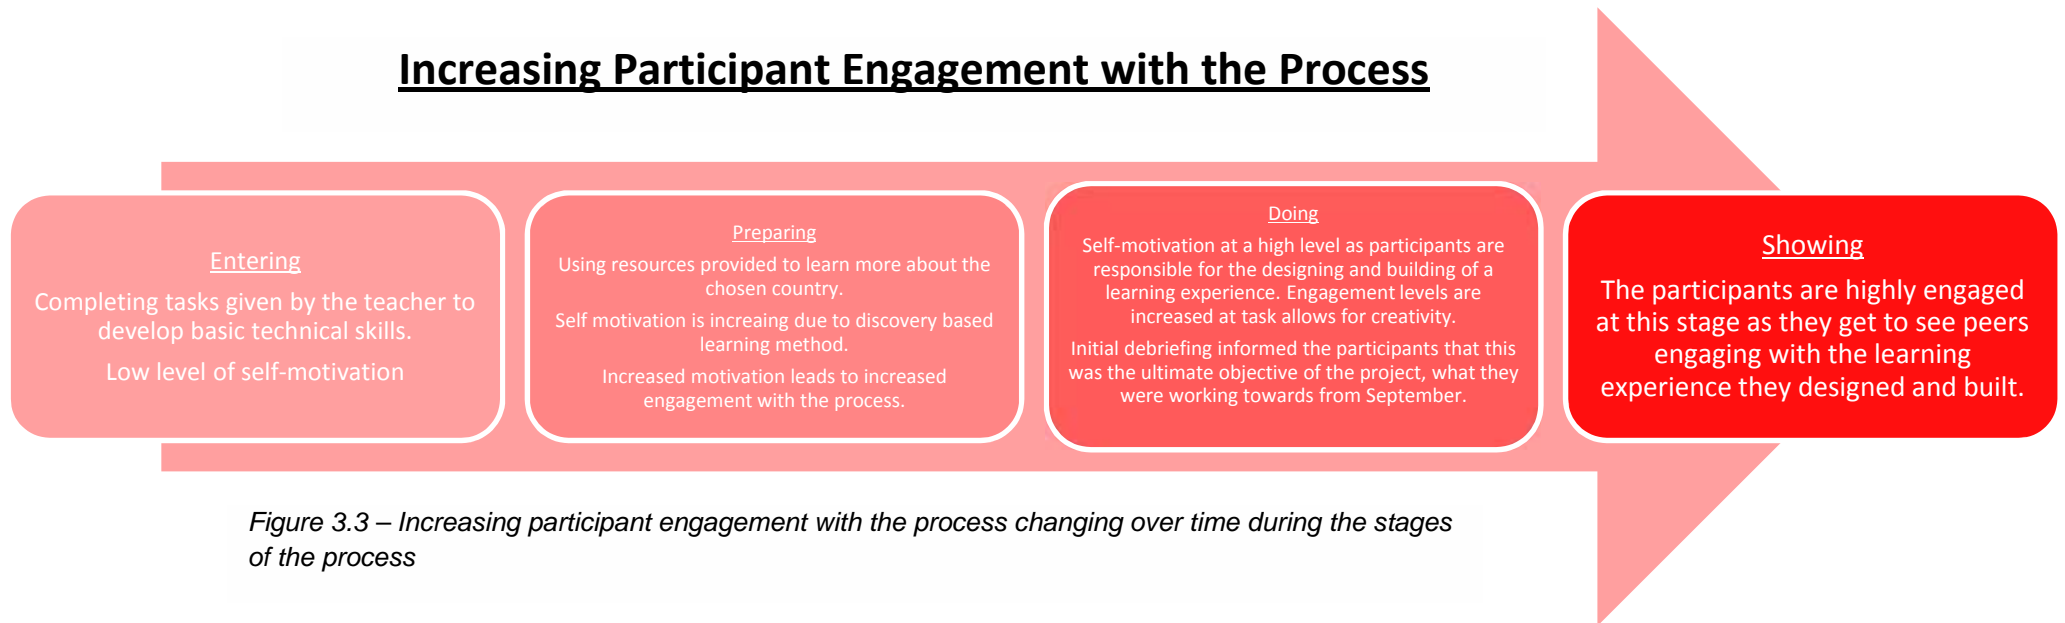 Increasing Participant Engagement with the Process
Entering
Completing tasks given by the teacher to
develop basic technical skills.
Low level of self-motivation
Preparing
Using resources provided to learn more about the
chosen country.
Self motivation is increaing due to discovery based
learning method.
Increased motivation leads to increased
engagement with the process.
Doing
Self-motivation at a high level as participants are
responsible for the designing and building of a
learning experience. Engagement levels are
increased at task allows for creativity.
Initial debriefing informed the participants that this
was the ultimate objective of the project, what they
were working towards from September.
Showing
The participants are highly engaged
at this stage as they get to see peers
engaging with the learning
experience they designed and built.
Figure 3.3 – Increasing participant engagement with the process changing over time during the stages
of the process